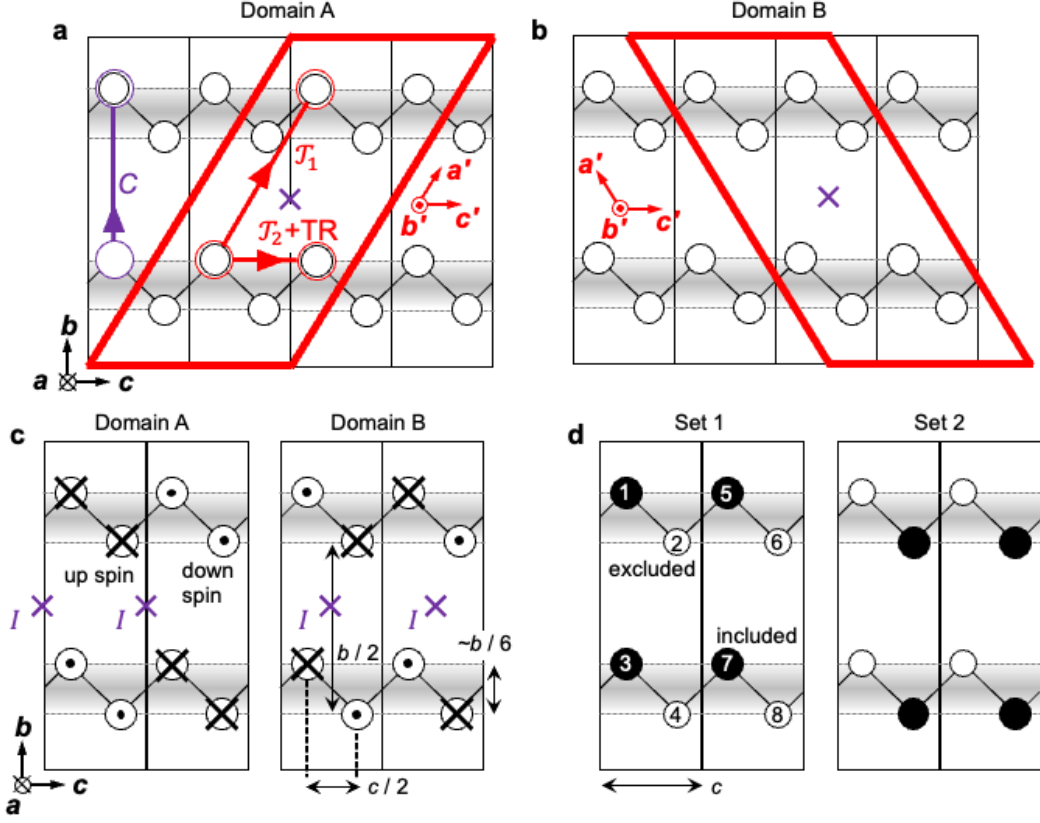 Domain A
Domain B
a
b
C
𝒯1
𝒯2+TR
a'
b'
c'
a'
b'
c'
b
a
c
c
Domain A
Domain B
d
Set 1
Set 2
up spin
down
spin
I
I
I
I
b / 2
~b / 6
c / 2
b
a
c
1
5
2
6
excluded
included
3
7
4
8
c